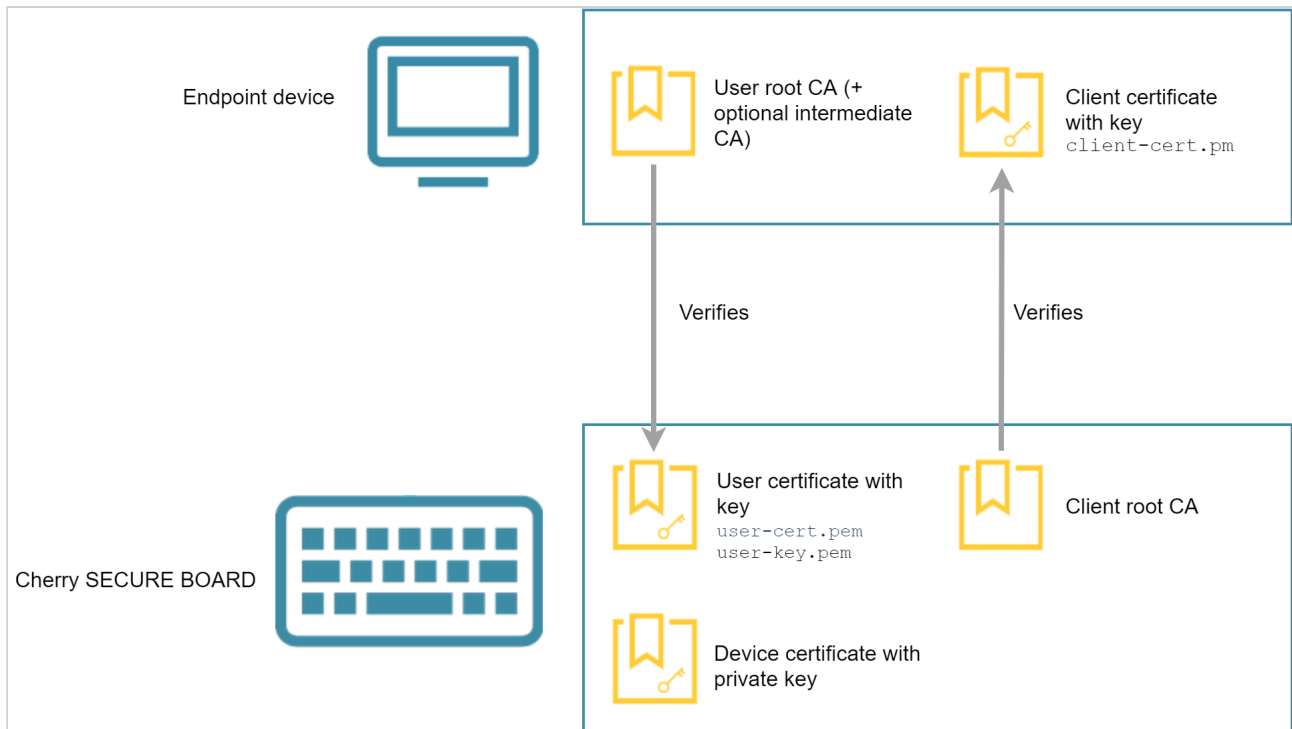 Endpoint device
User root CA (+
optional intermediate
CA)
Client certificate
with key
client-cert.pm
Verifies
Verifies
Cherry SECURE BOARD
User certificate with
key
user-cert.pem
user-key.pem
Client root CA
Device certificate with
private key